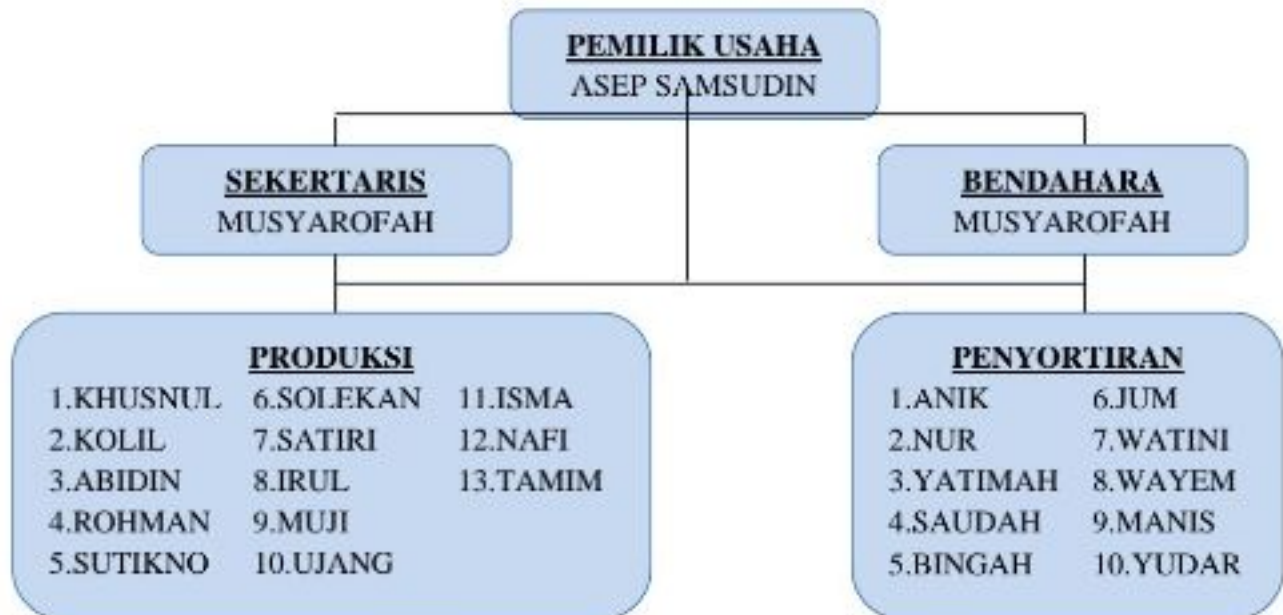 PEMILIK USAHA
ASEP SAMSUDIN
SEKERTARIS
MUSYAROFAH
BENDAHARA
MUSYAROFAH
PRODUKSI
1.KHUSNUL 6.SOLEKAN 11.ISMA
2.KOLIL 7.SATIRI 12.NAFI
3.ABIDIN 8.IRUL 13.TAMIM
4.ROHMAN 9.MUJI
5.SUTIKNO 10.UJANG
PENYORTIRAN
1.ANIK 6.JUM
2.NUR 7.WATINI
3.YATIMAH 8.WAYEM
4.SAUDAH 9.MANIS
5.BINGAH 10.YUDAR